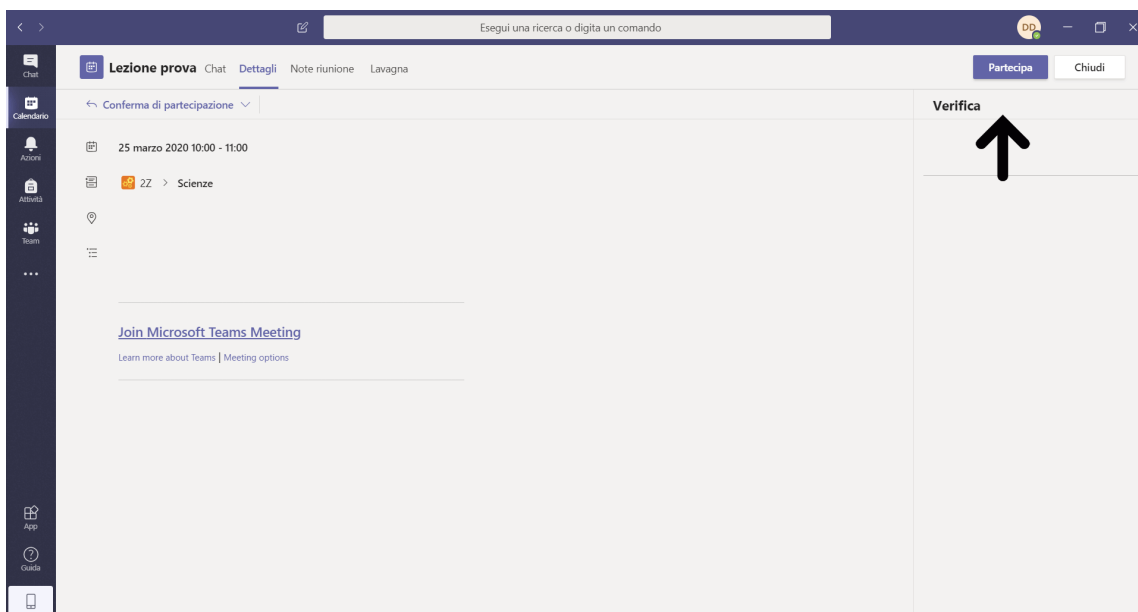 Esegui una ricerca o digita un comando
DD
Chat
Calendario
Azioni
Attività
Team
App
Guida
Lezione prova Chat Dettagli Note riunione Lavagna
Partecipa Chiudi
Conferma di partecipazione
25 marzo 2020 10:00 - 11:00
2Z > Scienze
Join Microsoft Teams Meeting
Learn more about Teams | Meeting options
Verifica